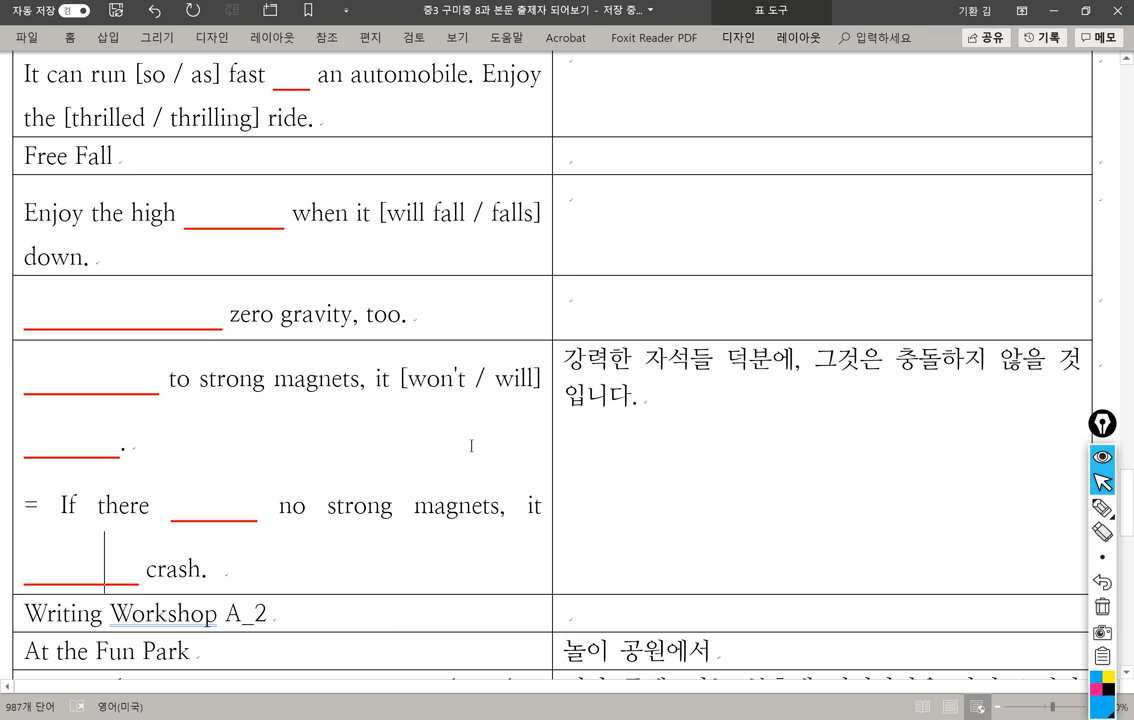 자동 저장 켬 중3 구미중 8과 본문 출제자 되어보기 - 저장 중... 표 도구 기환 김
파일 홈 삽입 그리기 디자인 레이아웃 참조 편지 검토 보기 도움말 Acrobat Foxit Reader PDF 디자인 레이아웃 입력하세요 공유 기록 메모
It can run [so / as] fast ___ an automobile. Enjoy
the [thrilled / thrilling] ride.
Free Fall
Enjoy the high ________ when it [will fall / falls]
down.
________________ zero gravity, too.
___________ to strong magnets, it [won't / will]
________.
강력한 자석들 덕분에, 그것은 충돌하지 않을 것
입니다.
= If there _______ no strong magnets, it
_________ crash.
Writing Workshop A_2
At the Fun Park
놀이 공원에서
987개 단어 영어(미국)